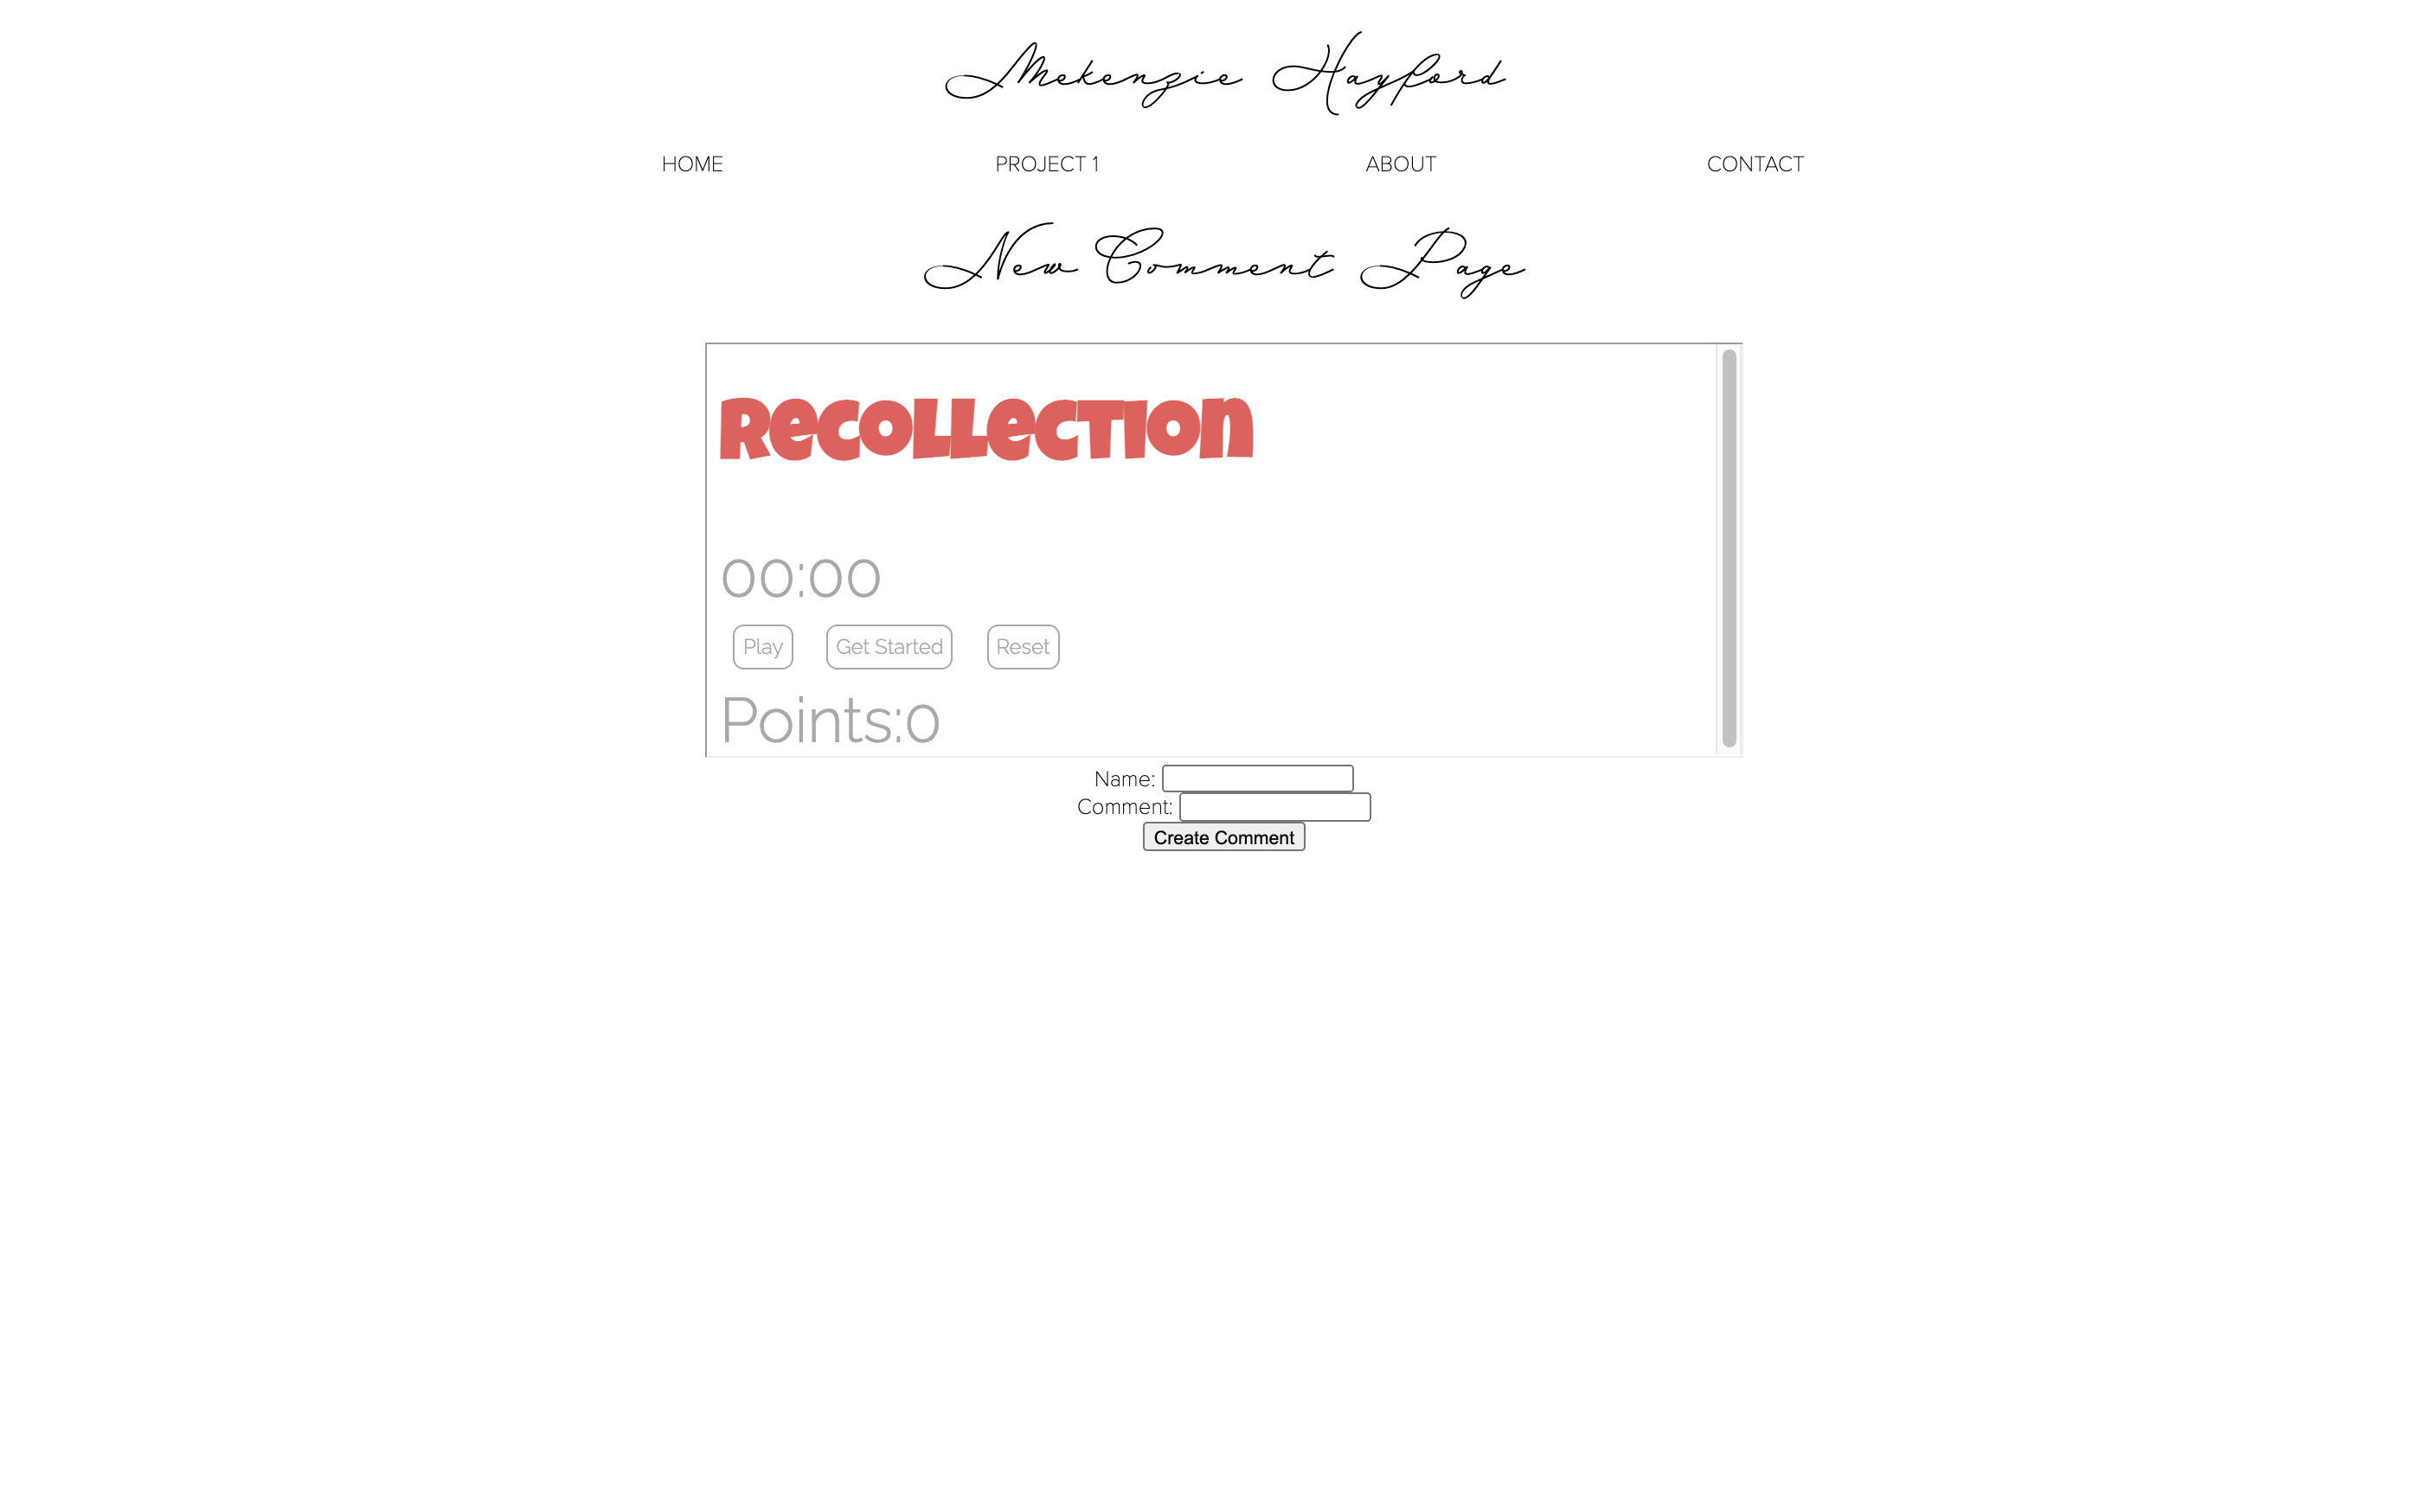 Mekenzie Hayford
HOME PROJECT 1 ABOUT CONTACT
New Comment Page
Recollection
00:00
Play Get Started Reset
Points:0
Name:
Comment:
Create Comment